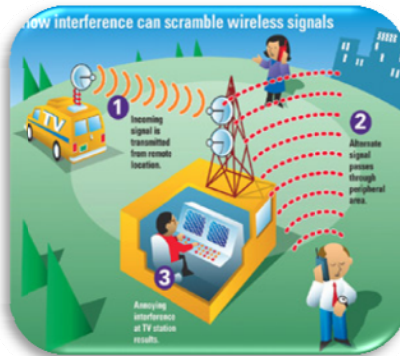 how interference can scramble wireless signals
TV
1
Incoming
signal is
transmitted
from remote
location.
2
Alternate
signal
passes
through
peripheral
area.
3
Annoying
interference
at TV station
results.